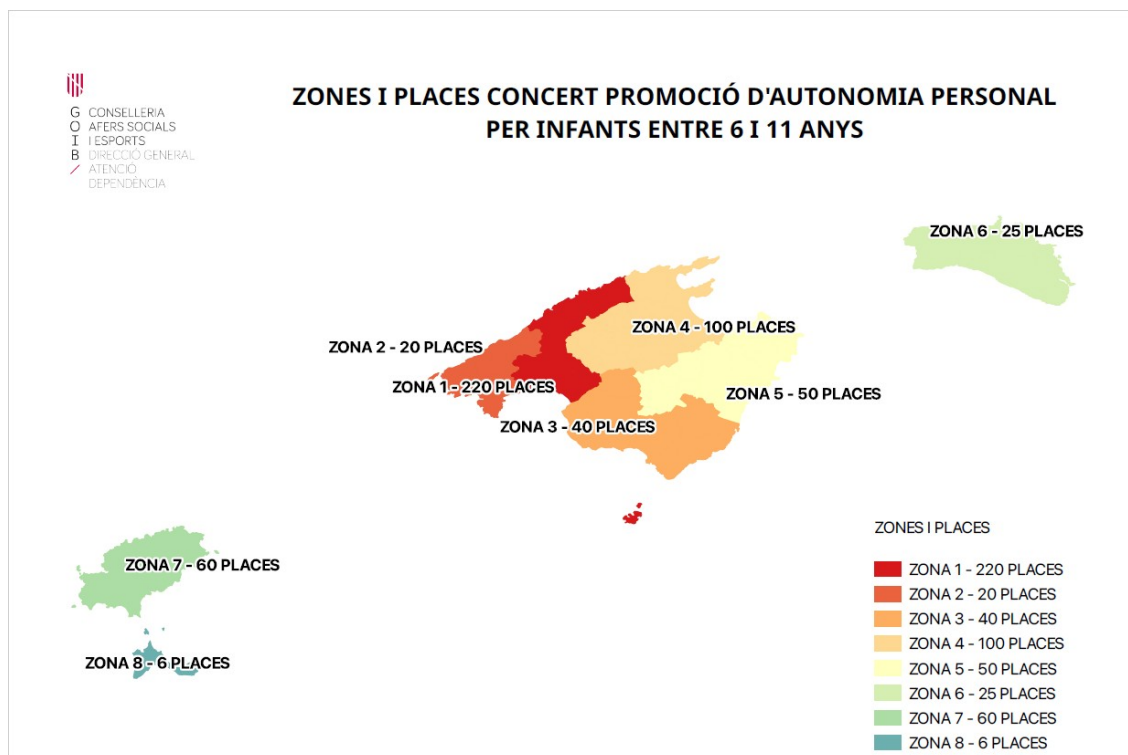 G CONSELLERIA
O AFERS SOCIALS
I I ESPORTS
B DIRECCIÓ GENERAL
/ ATENCIÓ
DEPENDÈNCIA
ZONES I PLACES CONCERT PROMOCIÓ D'AUTONOMIA PERSONAL
PER INFANTS ENTRE 6 I 11 ANYS
ZONA 6 - 25 PLACES
ZONA 4 - 100 PLACES
ZONA 2 - 20 PLACES
ZONA 1 - 220 PLACES
ZONA 5 - 50 PLACES
ZONA 3 - 40 PLACES
ZONA 7 - 60 PLACES
ZONA 8 - 6 PLACES
ZONES I PLACES
ZONA 1 - 220 PLACES
ZONA 2 - 20 PLACES
ZONA 3 - 40 PLACES
ZONA 4 - 100 PLACES
ZONA 5 - 50 PLACES
ZONA 6 - 25 PLACES
ZONA 7 - 60 PLACES
ZONA 8 - 6 PLACES